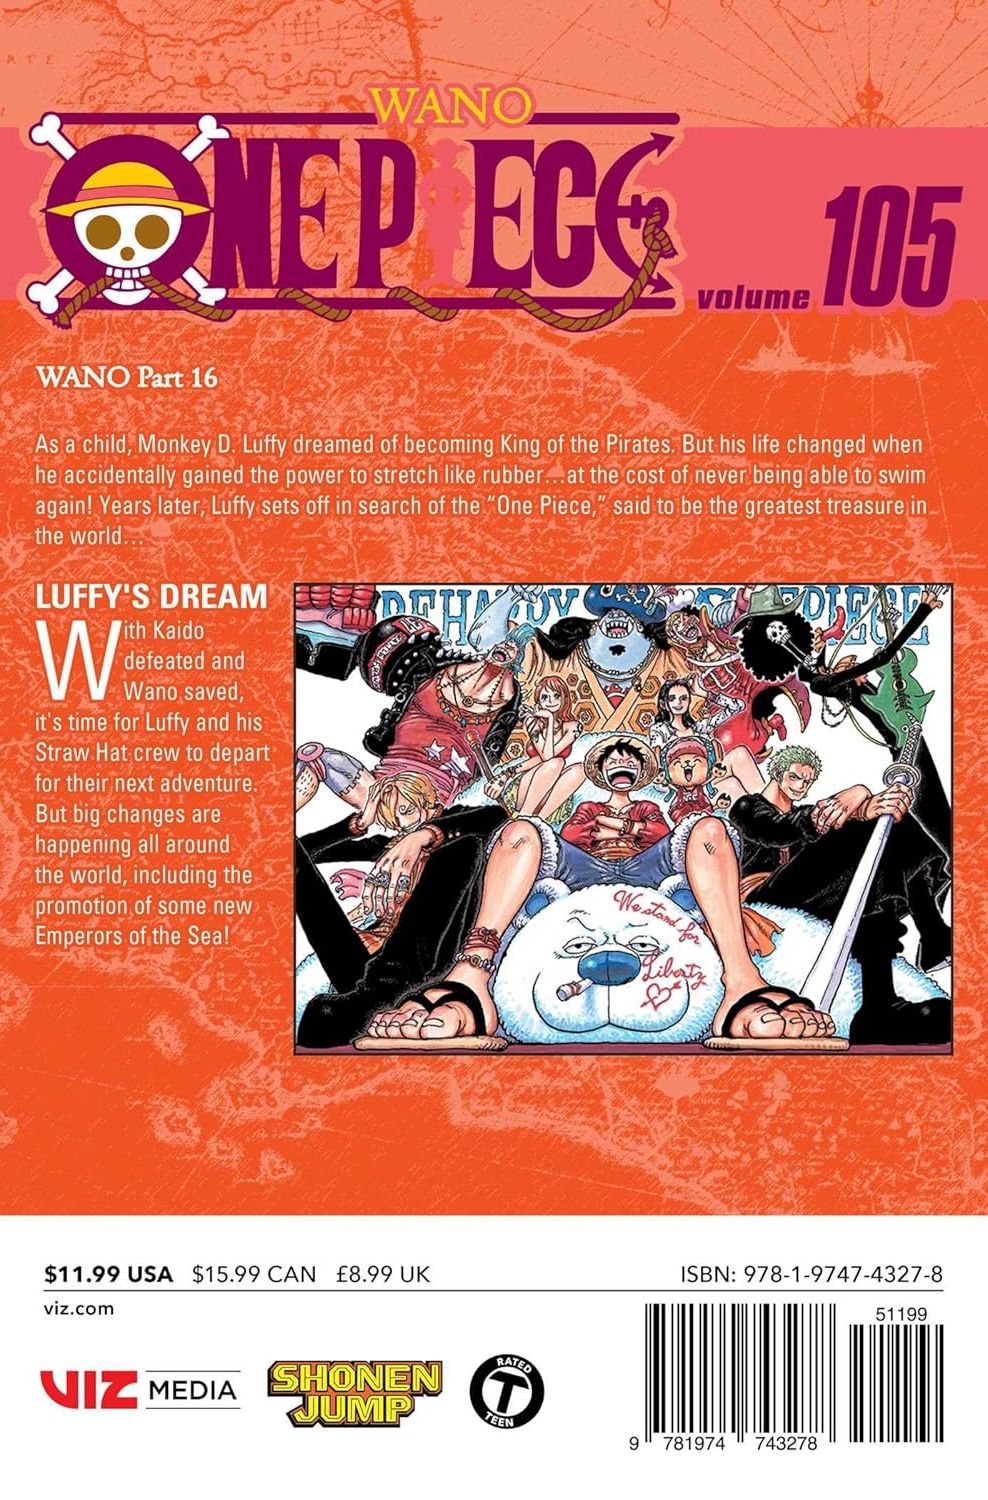 WANO
ONE PIECE
volume 105
WANO Part 16
As a child, Monkey D. Luffy dreamed of becoming King of the Pirates. But his life changed when
he accidentally gained the power to stretch like rubber...at the cost of never being able to swim
again! Years later, Luffy sets off in search of the “One Piece,” said to be the greatest treasure in
the world...
LUFFY'S DREAM
With Kaido
defeated and
Wano saved,
it's time for Luffy and his
Straw Hat crew to depart
for their next adventure.
But big changes are
happening all around
the world, including the
promotion of some new
Emperors of the Sea!
We stand for
Liberty
$11.99 USA $15.99 CAN £8.99 UK
ISBN: 978-1-9747-4327-8
viz.com
51199
VIZ MEDIA
SHONEN
JUMP
RATED
T
TEEN
9 781974 743278